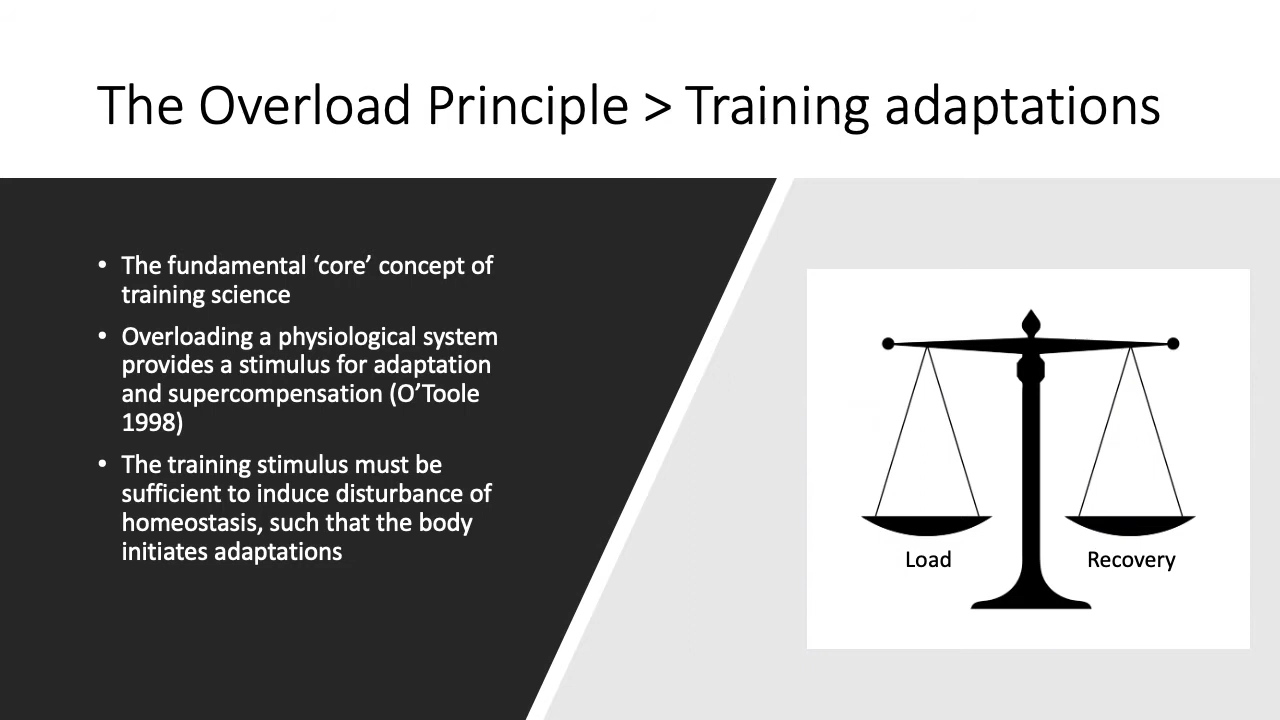 The Overload Principle > Training adaptations
• The fundamental ‘core’ concept of
training science
• Overloading a physiological system
provides a stimulus for adaptation
and supercompensation (O’Toole
1998)
• The training stimulus must be
sufficient to induce disturbance of
homeostasis, such that the body
initiates adaptations
Load
Recovery